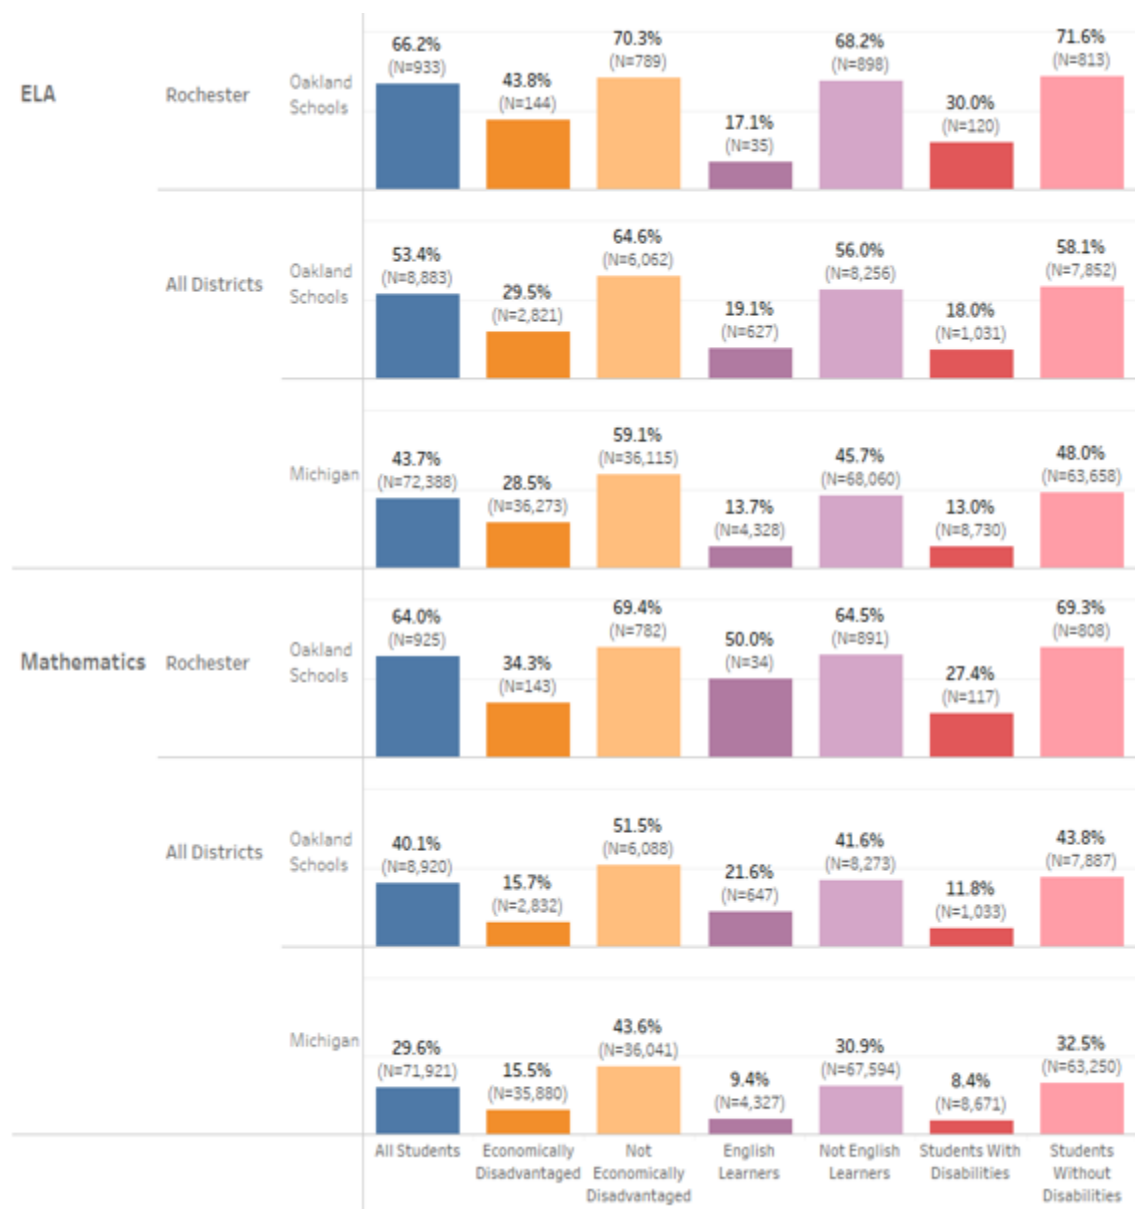 ELA
Rochester
Oakland
Schools
66.2%
(N=933)
43.8%
(N=144)
70.3%
(N=789)
17.1%
(N=35)
68.2%
(N=898)
30.0%
(N=120)
71.6%
(N=813)
All Districts
Oakland
Schools
53.4%
(N=8,883)
29.5%
(N=2,821)
64.6%
(N=6,062)
19.1%
(N=627)
56.0%
(N=8,256)
18.0%
(N=1,031)
58.1%
(N=7,852)
Michigan
43.7%
(N=72,388)
28.5%
(N=36,273)
59.1%
(N=36,115)
13.7%
(N=4,328)
45.7%
(N=68,060)
13.0%
(N=8,730)
48.0%
(N=63,658)
Mathematics
Rochester
Oakland
Schools
64.0%
(N=925)
34.3%
(N=143)
69.4%
(N=782)
50.0%
(N=34)
64.5%
(N=891)
27.4%
(N=117)
69.3%
(N=808)
All Districts
Oakland
Schools
40.1%
(N=8,920)
15.7%
(N=2,832)
51.5%
(N=6,088)
21.6%
(N=647)
41.6%
(N=8,273)
11.8%
(N=1,033)
43.8%
(N=7,887)
Michigan
29.6%
(N=71,921)
15.5%
(N=35,880)
43.6%
(N=36,041)
9.4%
(N=4,327)
30.9%
(N=67,594)
8.4%
(N=8,671)
32.5%
(N=63,250)
All Students
Economically
Disadvantaged
Not
Economically
Disadvantaged
English
Learners
Not English
Learners
Students With
Disabilities
Students
Without
Disabilities